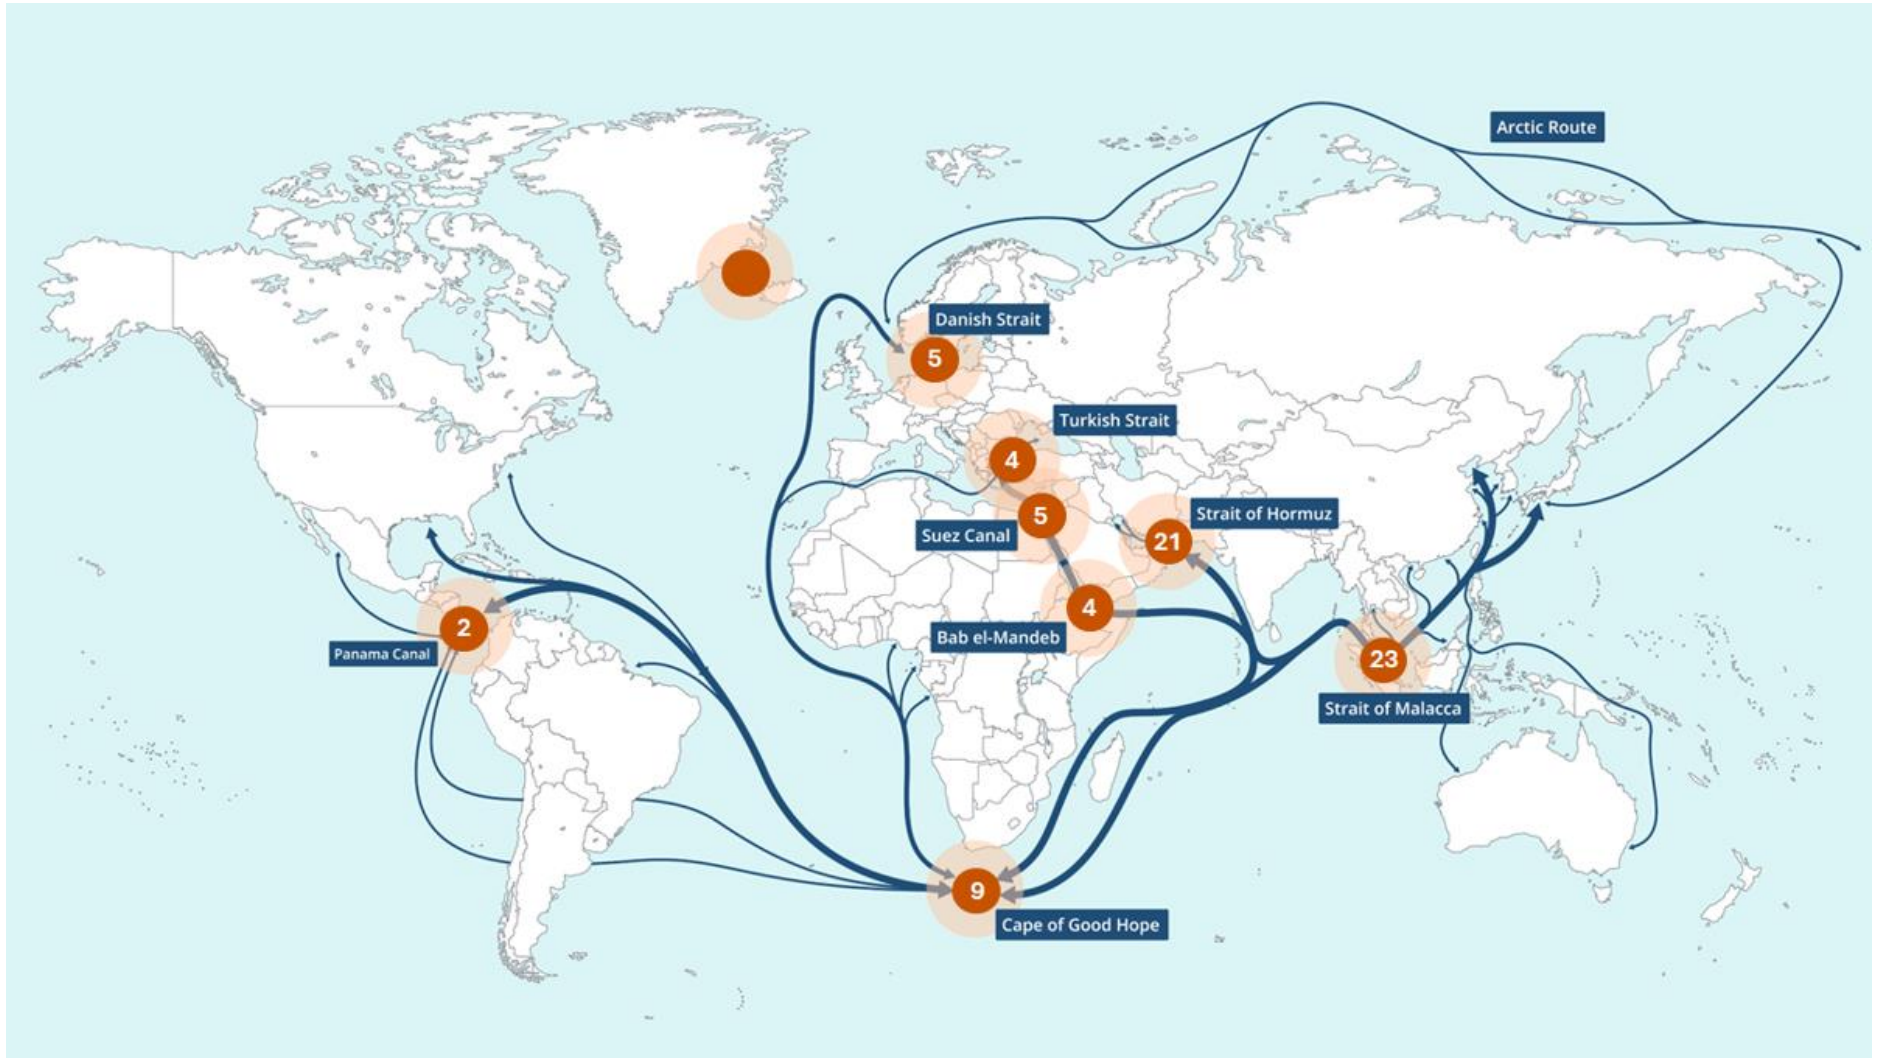 Arctic Route
Danish Strait
5
Turkish Strait
4
Strait of Hormuz
5
Suez Canal
21
4
Bab el-Mandeb
2
Panama Canal
23
Strait of Malacca
9
Cape of Good Hope